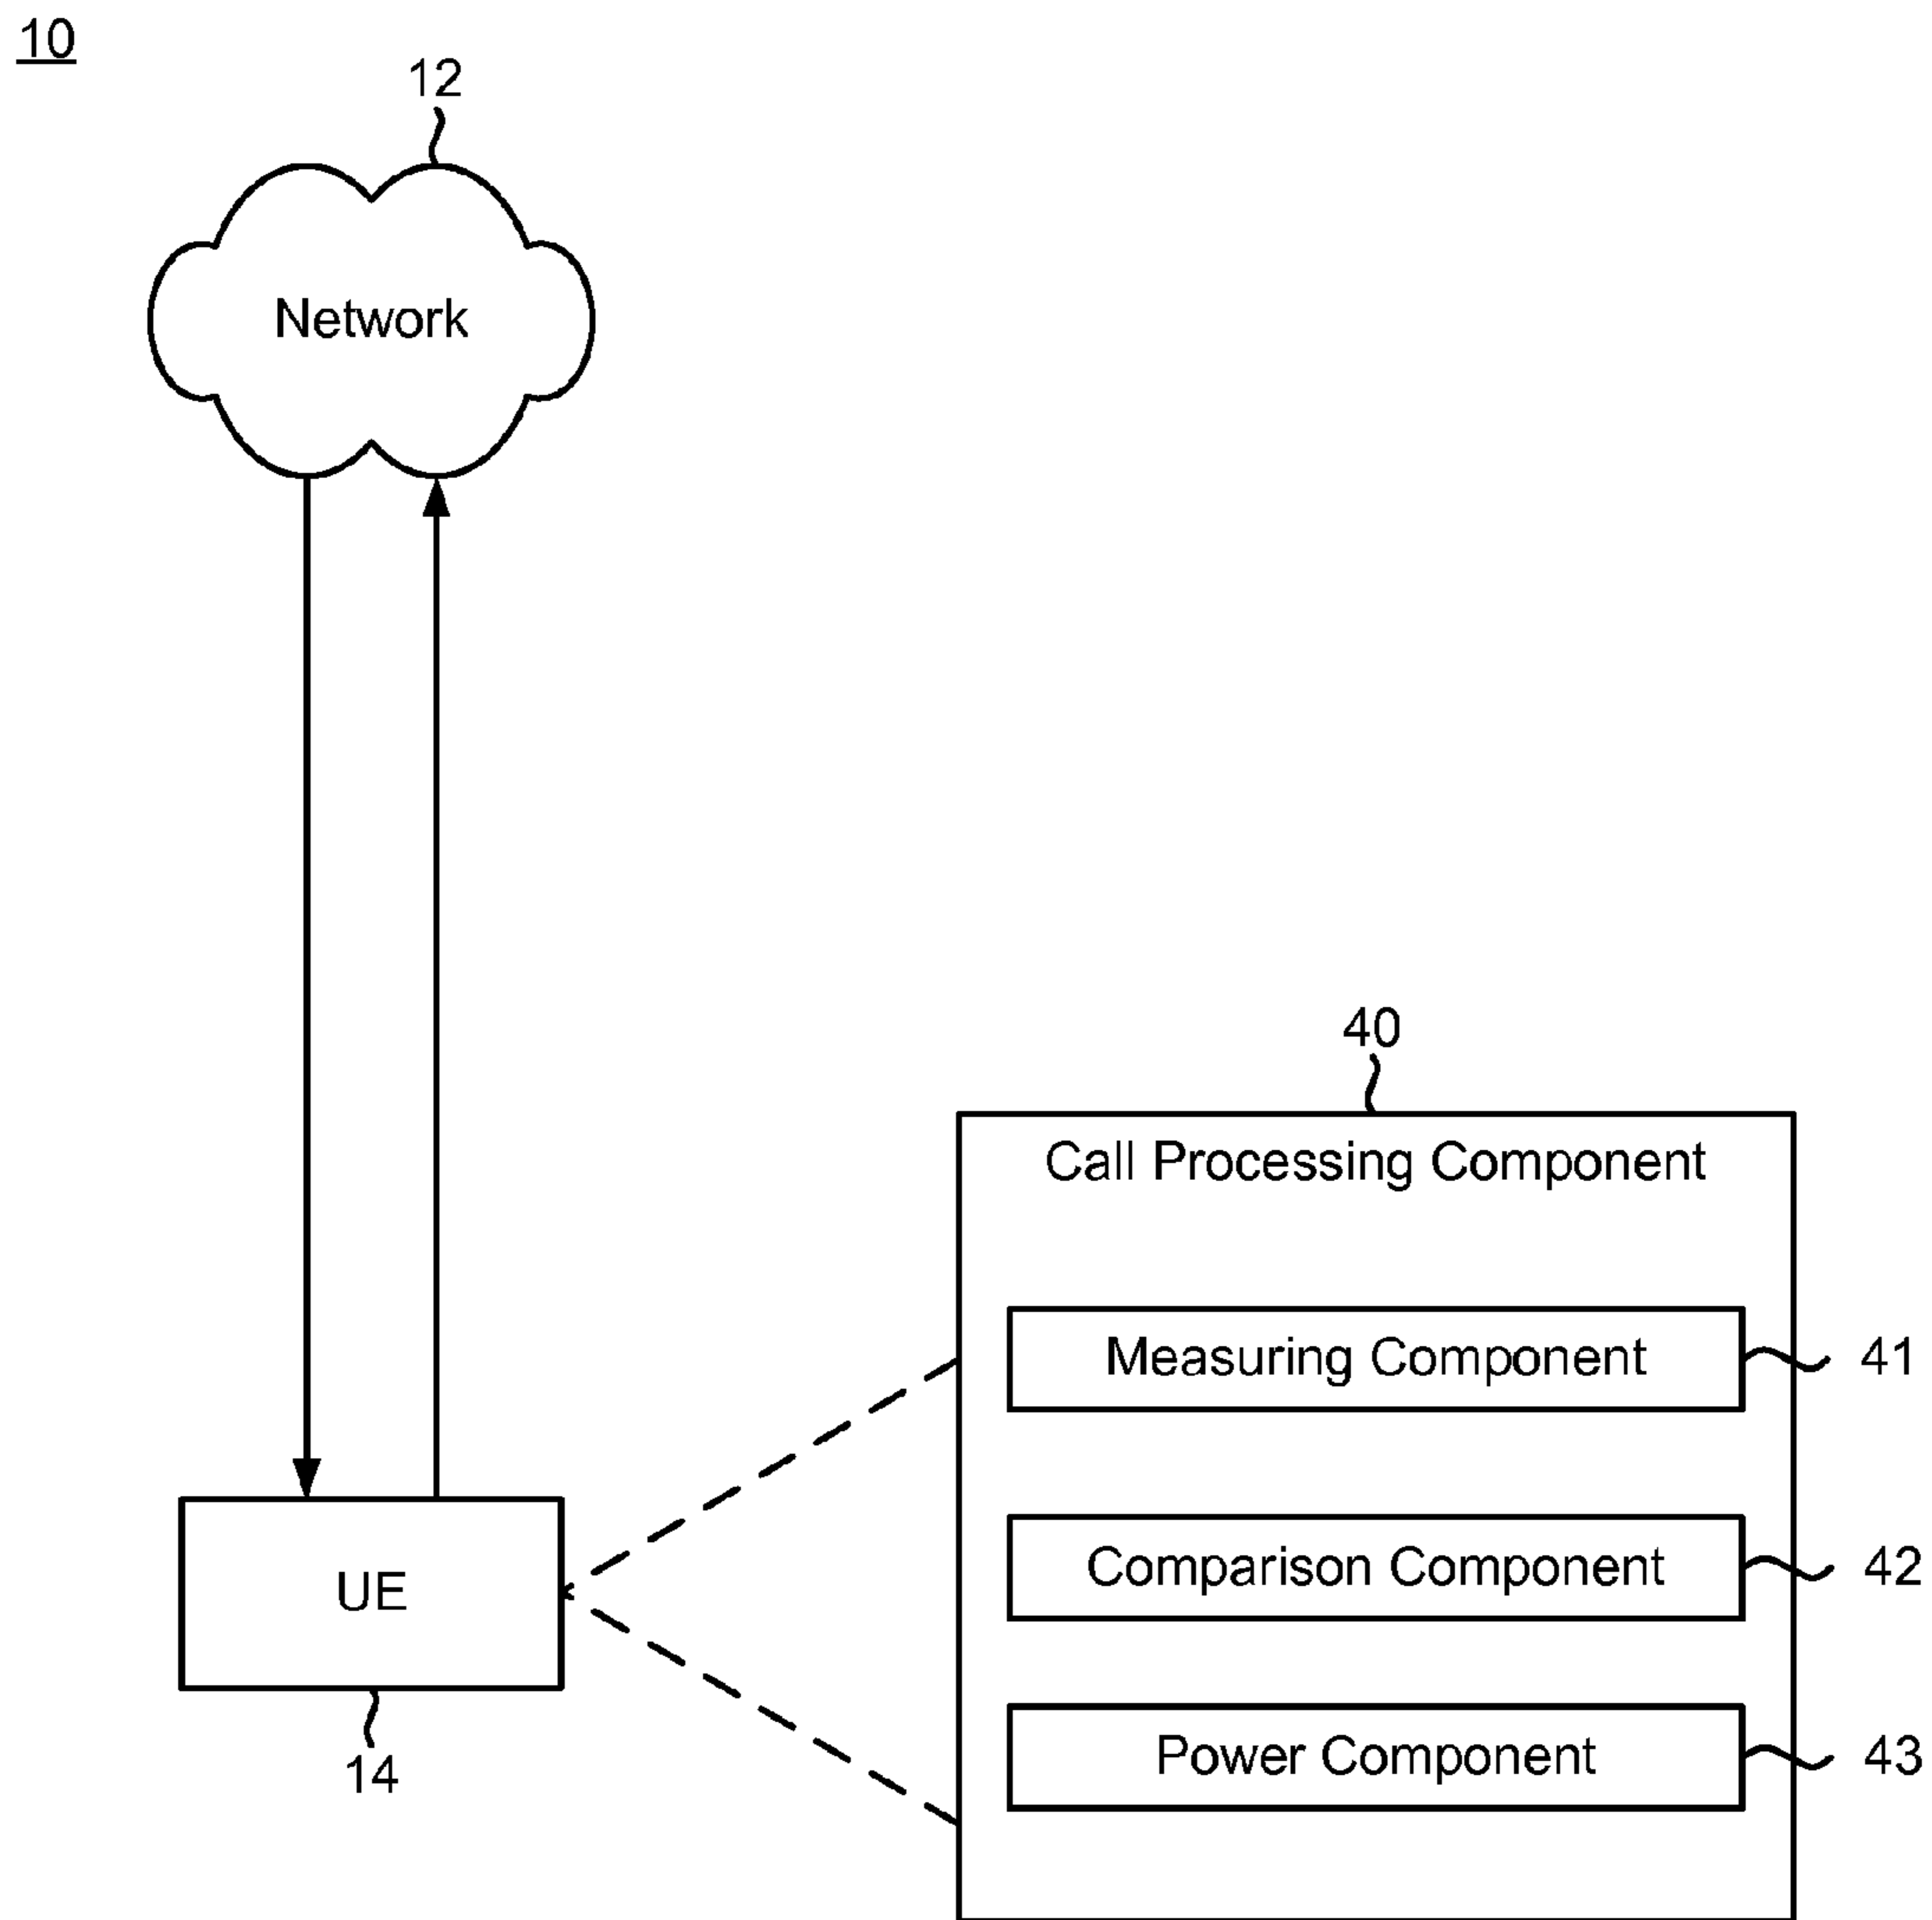 10
12
Network
40
Call Processing Component
Measuring Component 41
Comparison Component 42
UE
Power Component 43
14